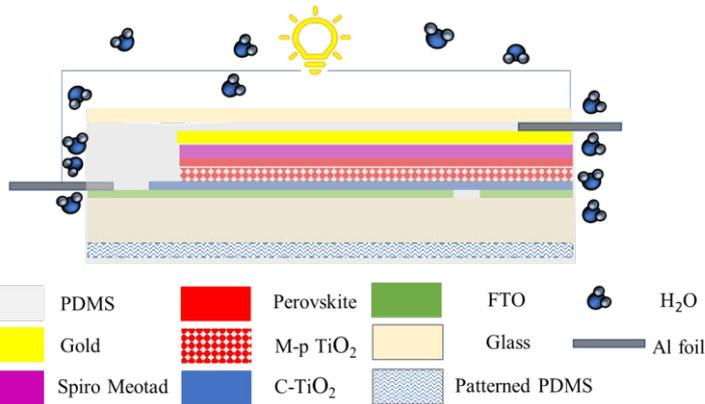 PDMS Perovskite FTO H₂O
Gold M-p TiO₂ Glass Al foil
Spiro Meotad C-TiO₂ Patterned PDMS